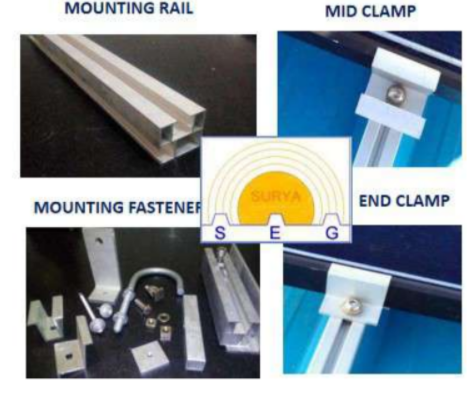 MOUNTING RAIL
MID CLAMP
MOUNTING FASTENER
SURYA
S E G
END CLAMP